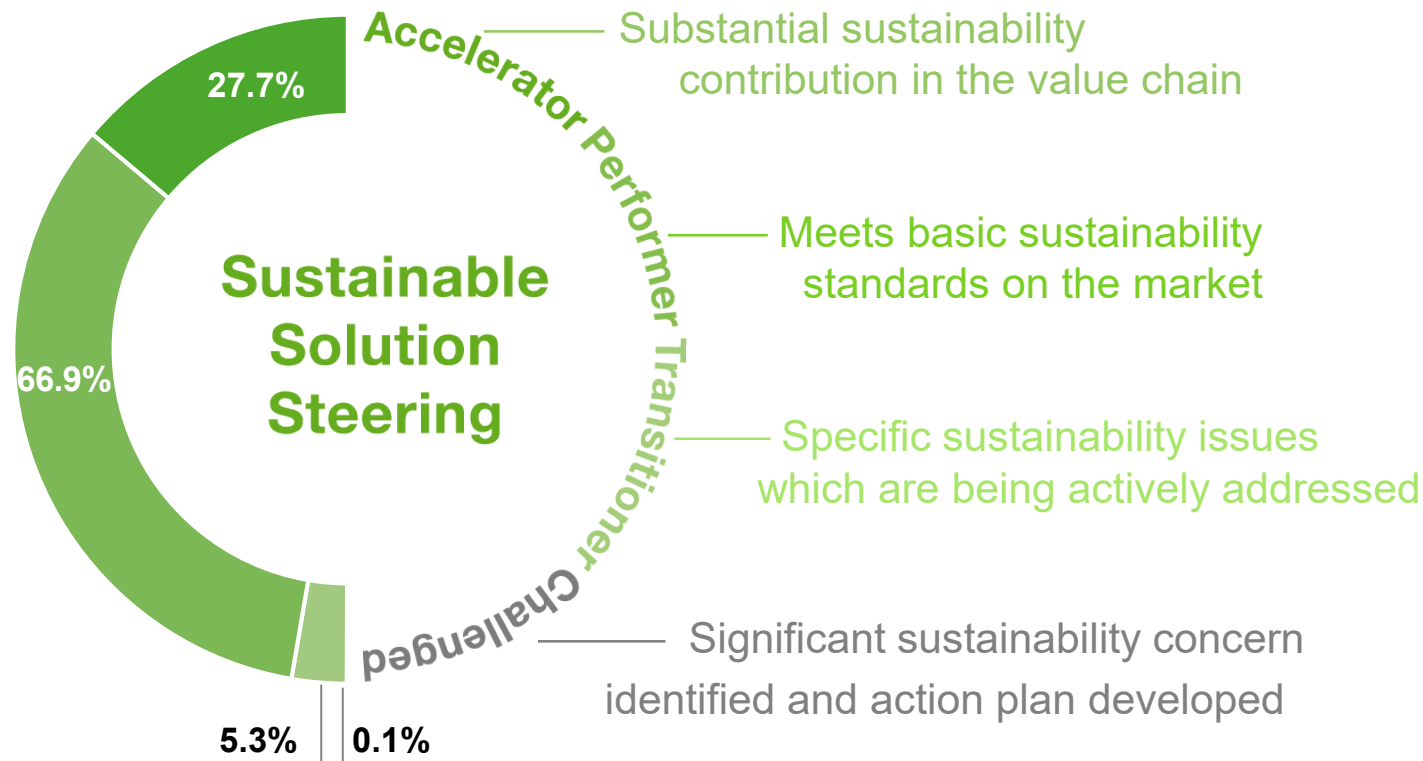 27.7%
66.9%
5.3%
0.1%
Sustainable
Solution
Steering
Accelerator
Substantial sustainability
contribution in the value chain
Performer
Meets basic sustainability
standards on the market
Transitioner
Specific sustainability issues
which are being actively addressed
Challenged
Significant sustainability concern
identified and action plan developed